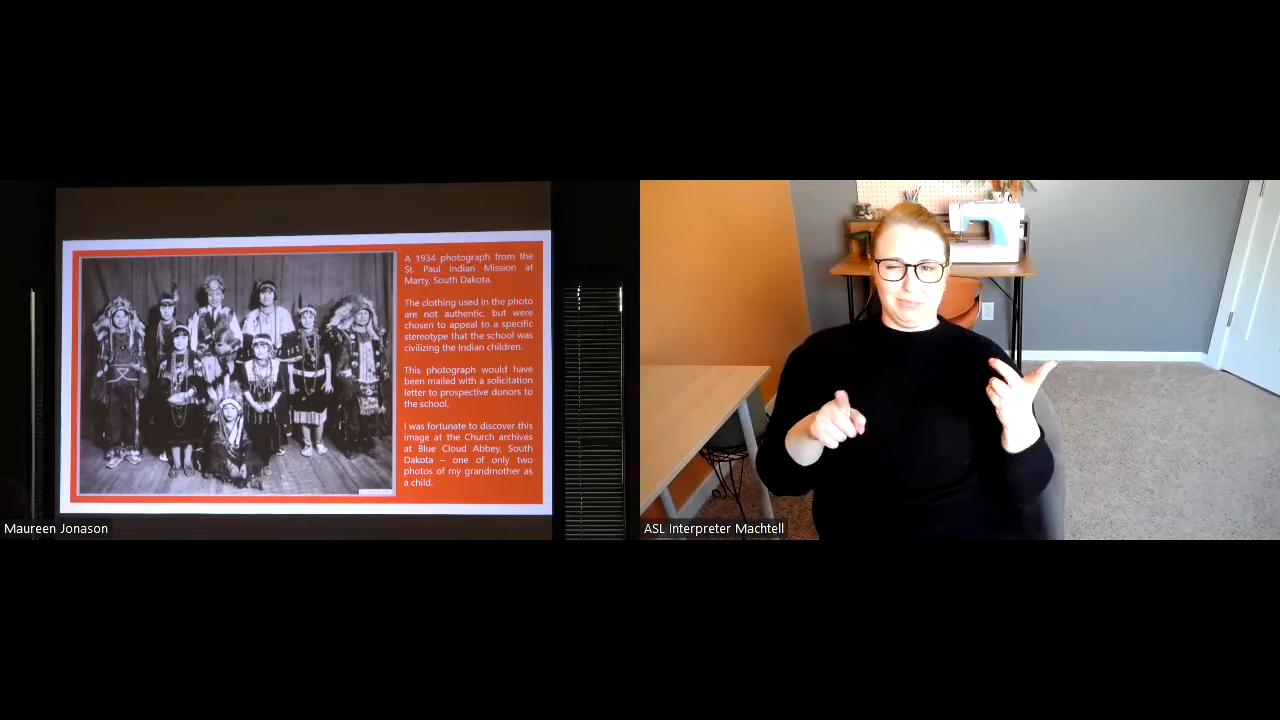 A 1934 photograph from the
St. Paul Indian Mission at
Marty, South Dakota.
The clothing used in the photo
are not authentic, but were
chosen to appeal to a specific
stereotype that the school was
civilizing the Indian children.
This photograph would have
been mailed with a solicitation
letter to prospective donors to
the school.
I was fortunate to discover this
image at the Church archives
at Blue Cloud Abbey, South
Dakota – one of only two
photos of my grandmother as
a child.
Maureen Jonason
ASL Interpreter Machtell